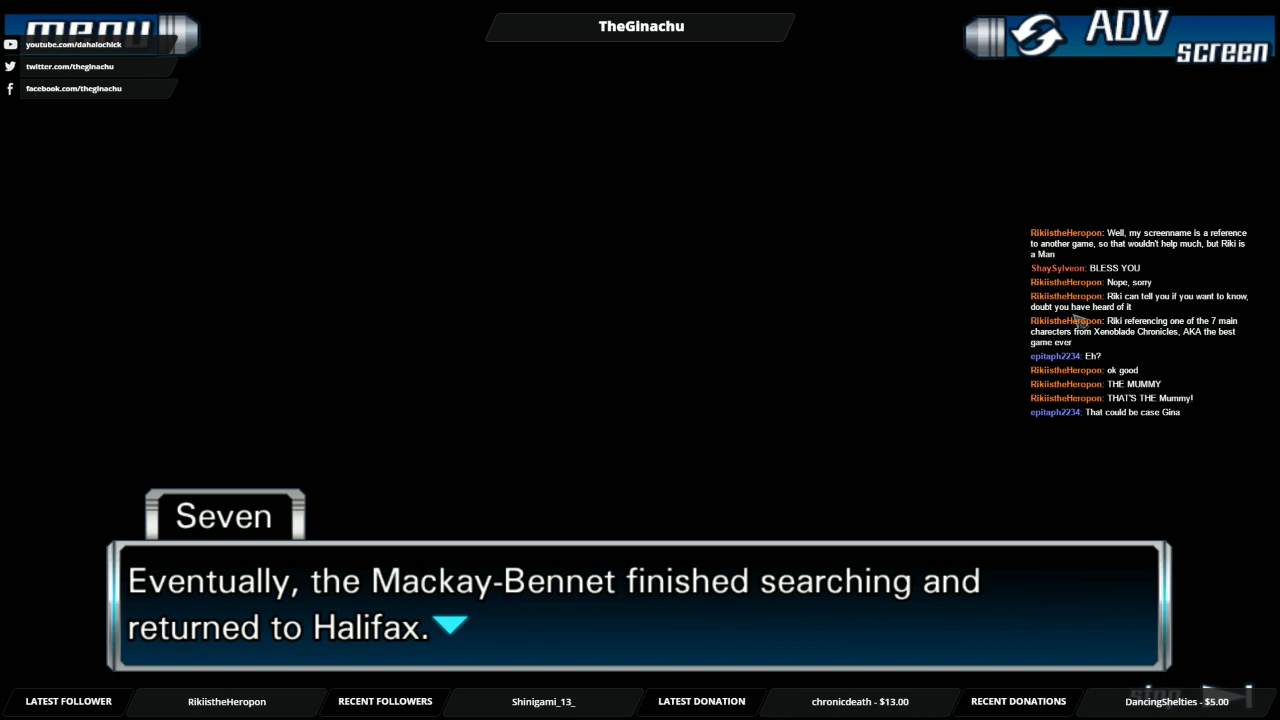 menu
TheGinachu
ADV
screen
youtube.com/dahalochick
twitter.com/theginachu
facebook.com/theginachu
RikiistheHeropon: Well, my screenname is a reference
to another game, so that wouldn't help much, but Riki is
a Man
ShaySylveon: BLESS YOU
RikiistheHeropon: Nope, sorry
RikiistheHeropon: Riki can tell you if you want to know,
doubt you have heard of it
RikiistheHeropon: Riki referencing one of the 7 main
charecters from Xenoblade Chronicles, AKA the best
game ever
epitaph2234: Eh?
RikiistheHeropon: ok good
RikiistheHeropon: THE MUMMY
RikiistheHeropon: THAT'S THE Mummy!
epitaph2234: That could be case Gina
Seven
Eventually, the Mackay-Bennet finished searching and
returned to Halifax.
stop
LATEST FOLLOWER
RikiistheHeropon
RECENT FOLLOWERS
Shinigami_13_
LATEST DONATION
chronicdeath - $13.00
RECENT DONATIONS
DancingShelties - $5.00